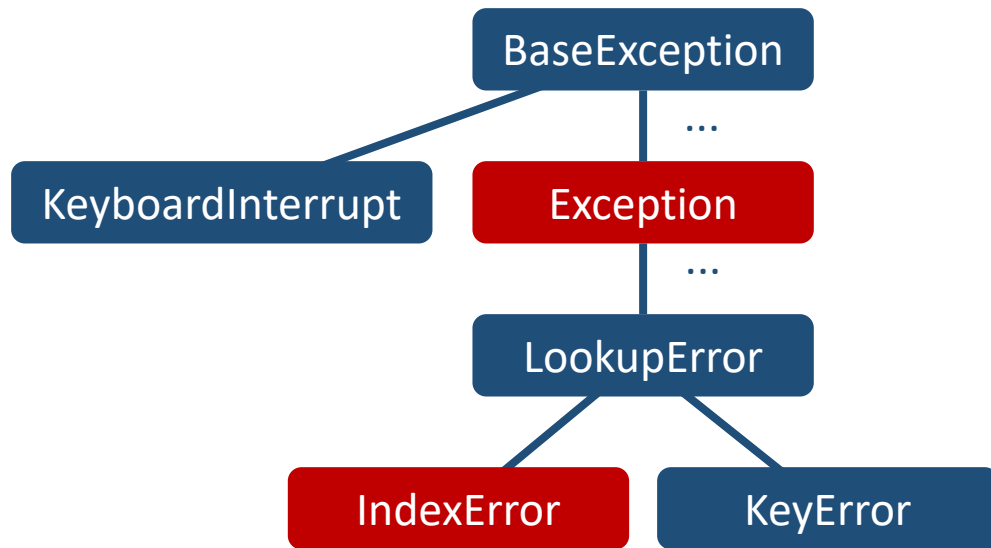 BaseException
...
KeyboardInterrupt
Exception
...
LookupError
IndexError
KeyError